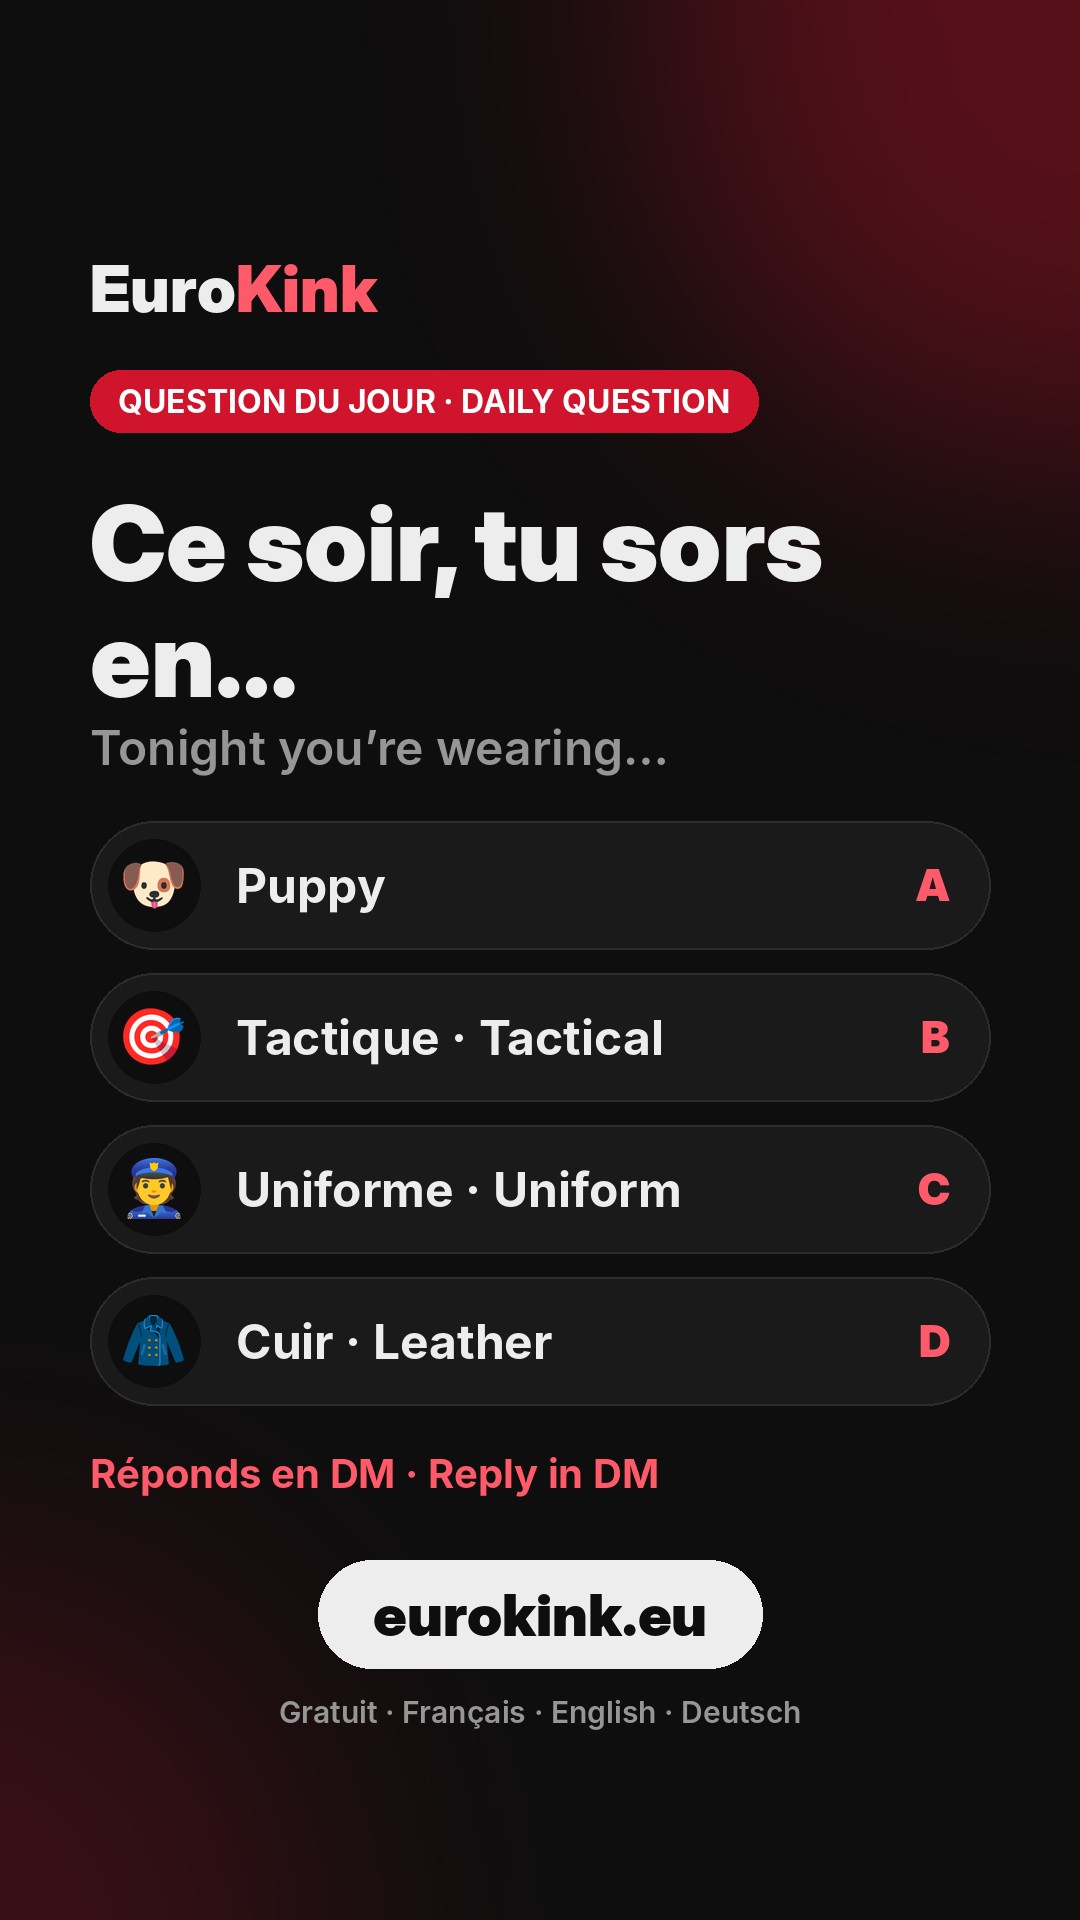 EuroKink
QUESTION DU JOUR · DAILY QUESTION
Ce soir, tu sors
en…
Tonight you’re wearing…
Puppy A
Tactique · Tactical B
Uniforme · Uniform C
Cuir · Leather D
Réponds en DM · Reply in DM
eurokink.eu
Gratuit · Français · English · Deutsch